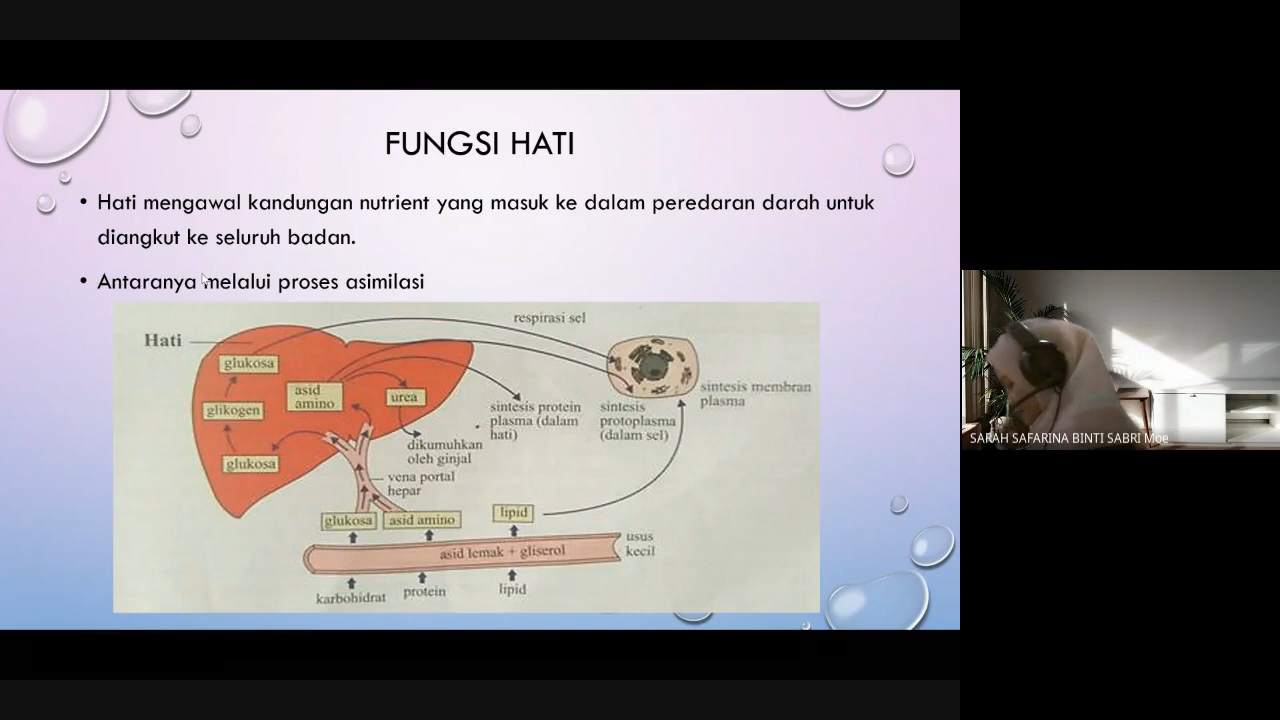 FUNGSI HATI
• Hati mengawal kandungan nutrient yang masuk ke dalam peredaran darah untuk
diangkut ke seluruh badan.
• Antaranya melalui proses asimilasi
respirasi sel
Hati
glukosa
asid
amino
urea
glikogen
glukosa
sintesis membran
plasma
sintesis protein
plasma (dalam
hati)
sintesis
protoplasma
(dalam sel)
dikumuhkan
oleh ginjal
vena portal
hepar
glukosa
asid amino
lipid
usus
kecil
asid lemak + gliserol
karbohidrat
protein
lipid
SARAH SAFARINA BINTI SABRI Moe